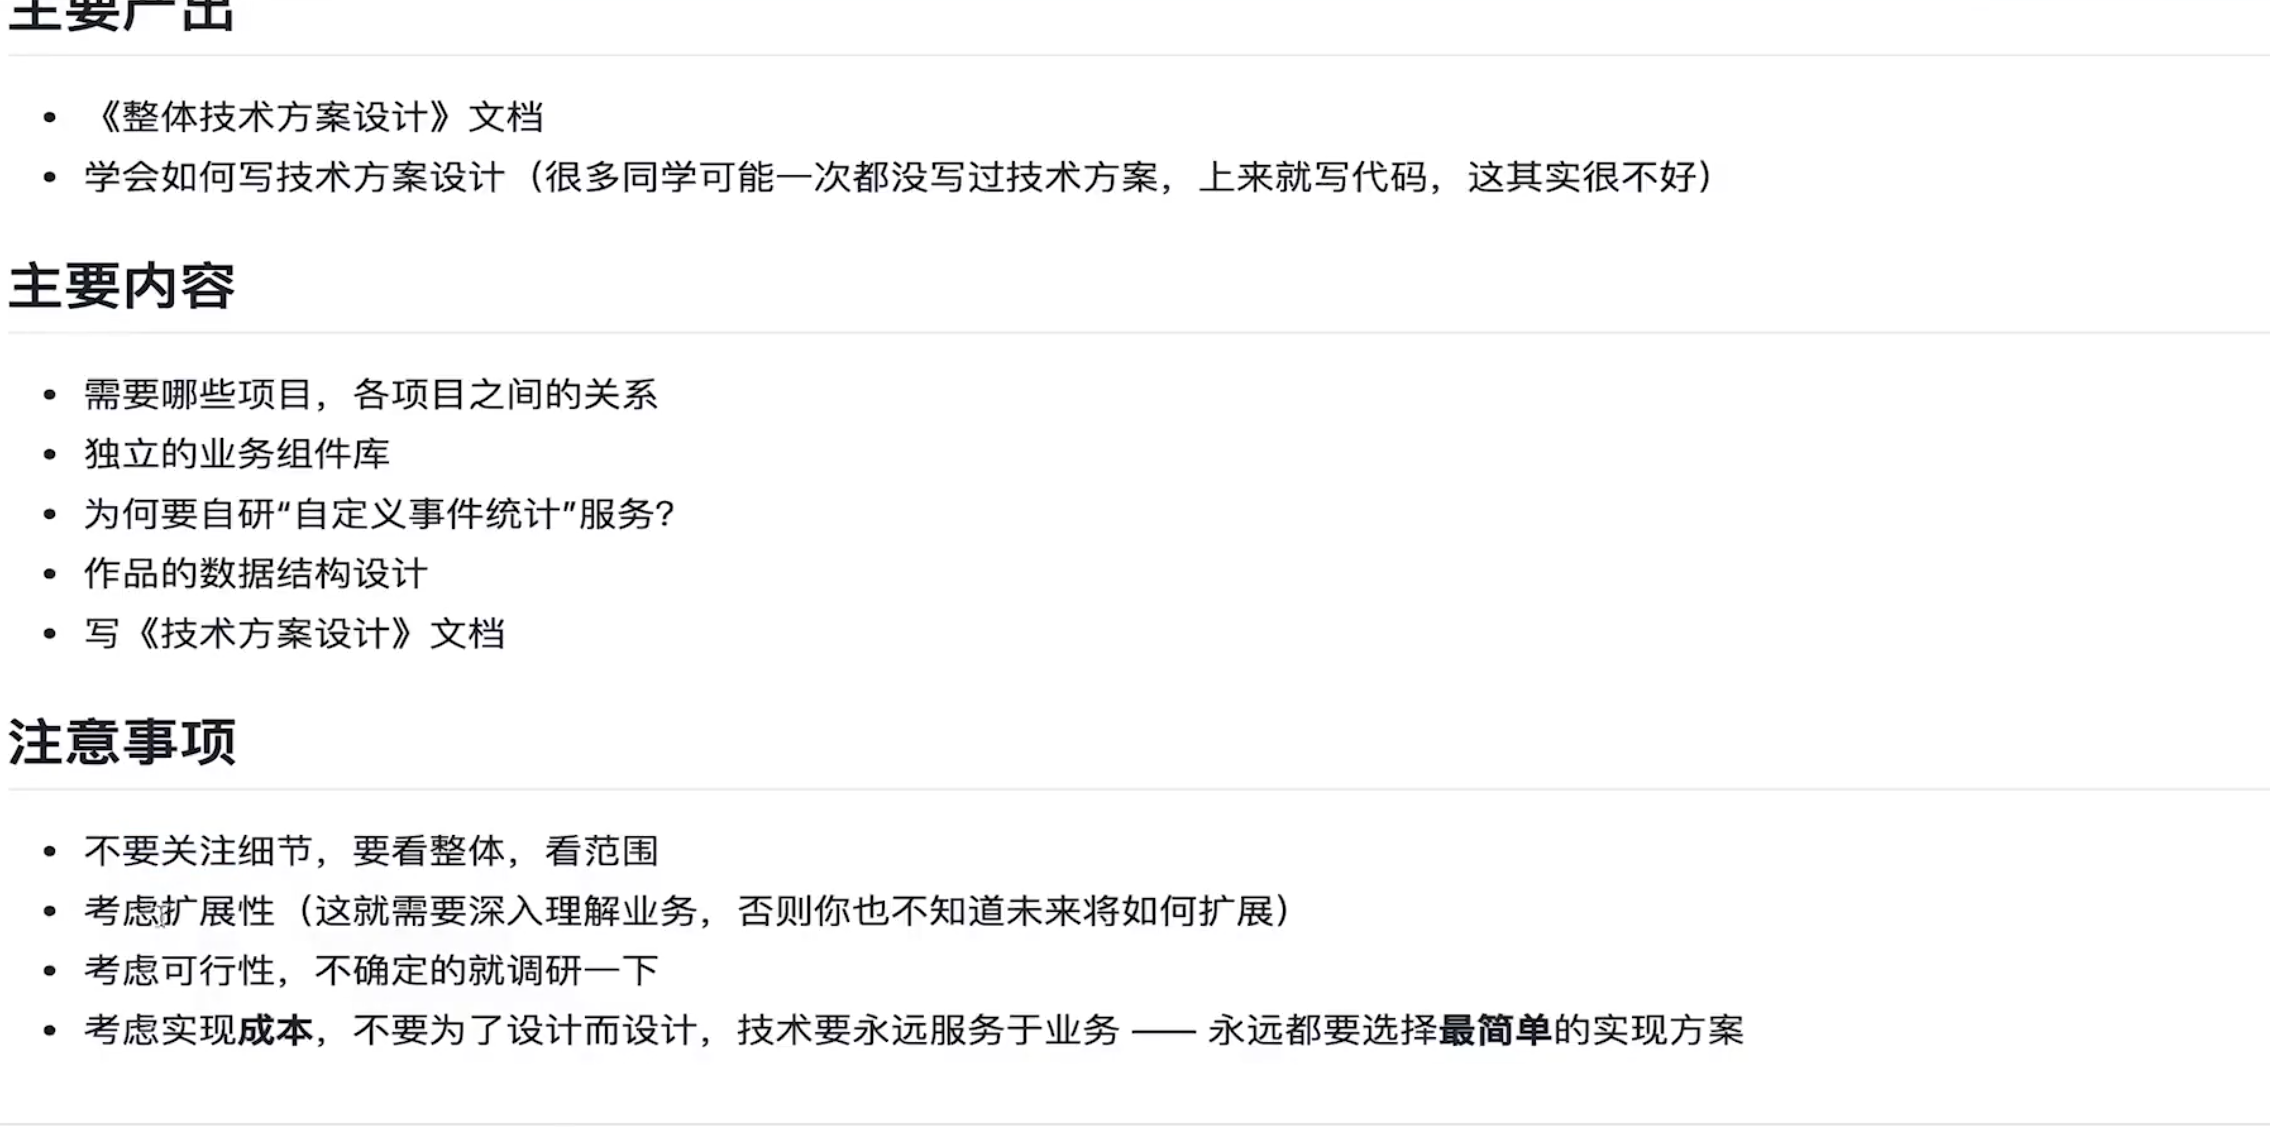 主要产出
《整体技术方案设计》文档
学会如何写技术方案设计（很多同学可能一次都没写过技术方案，上来就写代码，这其实很不好）
主要内容
需要哪些项目，各项目之间的关系
独立的业务组件库
为何要自研“自定义事件统计”服务？
作品的数据结构设计
写《技术方案设计》文档
注意事项
不要关注细节，要看整体，看范围
考虑扩展性（这就需要深入理解业务，否则你也不知道未来将如何扩展）
考虑可行性，不确定的就调研一下
考虑实现成本，不要为了设计而设计，技术要永远服务于业务 —— 永远都要选择最简单的实现方案